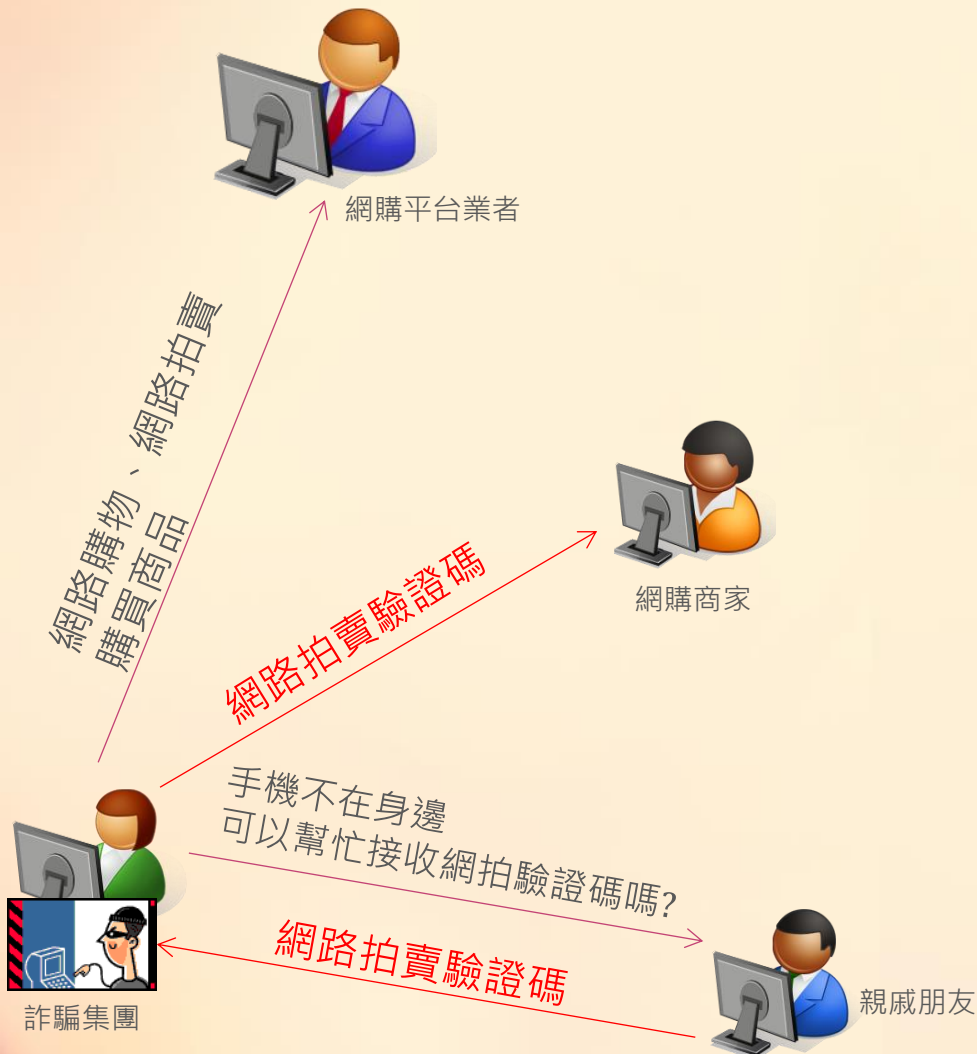 網購平台業者
網路購物、網路拍賣
購買商品
網購商家
網路拍賣驗證碼
手機不在身邊
可以幫忙接收網拍驗證碼嗎?
網路拍賣驗證碼
親戚朋友
詐騙集團